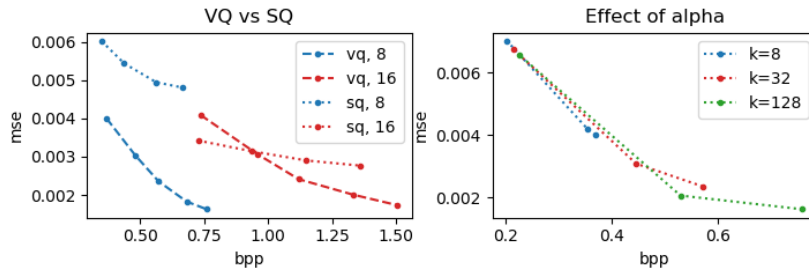 VQ vs SQ
Effect of alpha
0.006
0.005
0.004
0.003
0.002
mse
vq, 8
vq, 16
sq, 8
sq, 16
0.50
0.75
1.00
1.25
1.50
bpp
0.006
0.004
0.002
mse
k=8
k=32
k=128
0.2
0.4
0.6
bpp